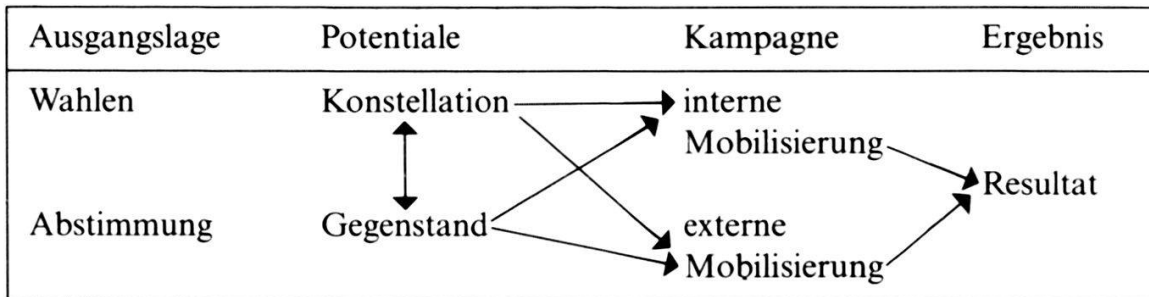 Ausgangslage Potentiale Kampagne Ergebnis
Wahlen Konstellation interne
Mobilisierung
Resultat
Abstimmung Gegenstand externe
Mobilisierung